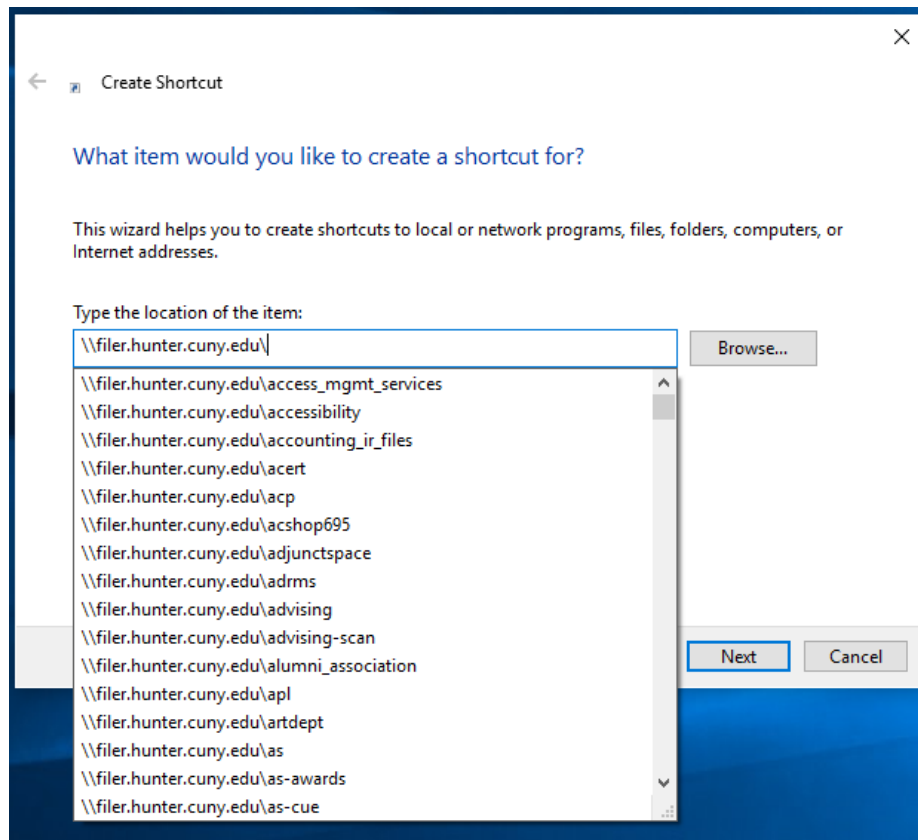 Create Shortcut
What item would you like to create a shortcut for?
This wizard helps you to create shortcuts to local or network programs, files, folders, computers, or
Internet addresses.
Type the location of the item:
\\filer.hunter.cuny.edu\
Browse...
\\filer.hunter.cuny.edu\access_mgmt_services
\\filer.hunter.cuny.edu\accessibility
\\filer.hunter.cuny.edu\accounting_ir_files
\\filer.hunter.cuny.edu\acert
\\filer.hunter.cuny.edu\acp
\\filer.hunter.cuny.edu\acshop695
\\filer.hunter.cuny.edu\adjunctspace
\\filer.hunter.cuny.edu\adrms
\\filer.hunter.cuny.edu\advising
\\filer.hunter.cuny.edu\advising-scan
\\filer.hunter.cuny.edu\alumni_association
\\filer.hunter.cuny.edu\apl
\\filer.hunter.cuny.edu\artdept
\\filer.hunter.cuny.edu\as
\\filer.hunter.cuny.edu\as-awards
\\filer.hunter.cuny.edu\as-cue
Next
Cancel